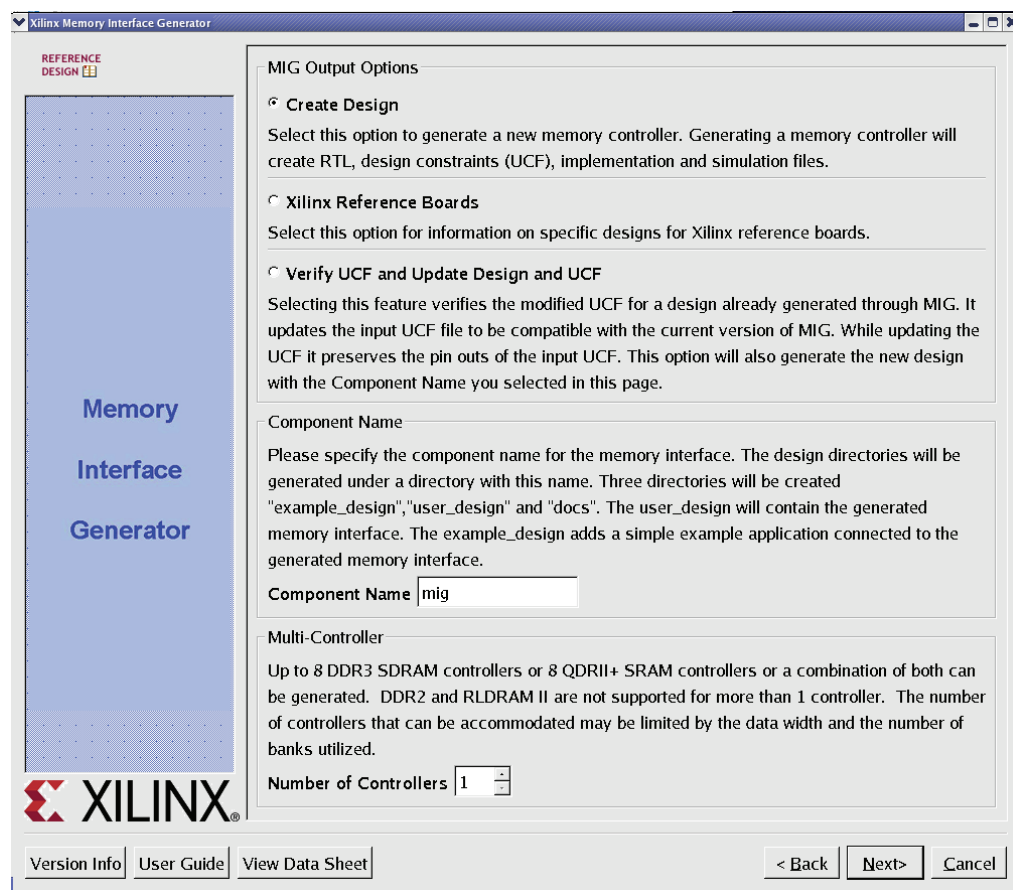 Xilinx Memory Interface Generator
REFERENCE
DESIGN
Memory
Interface
Generator
XILINX®
MIG Output Options
Create Design
Select this option to generate a new memory controller. Generating a memory controller will
create RTL, design constraints (UCF), implementation and simulation files.
Xilinx Reference Boards
Select this option for information on specific designs for Xilinx reference boards.
Verify UCF and Update Design and UCF
Selecting this feature verifies the modified UCF for a design already generated through MIG. It
updates the input UCF file to be compatible with the current version of MIG. While updating the
UCF it preserves the pin outs of the input UCF. This option will also generate the new design
with the Component Name you selected in this page.
Component Name
Please specify the component name for the memory interface. The design directories will be
generated under a directory with this name. Three directories will be created
"example_design","user_design" and "docs". The user_design will contain the generated
memory interface. The example_design adds a simple example application connected to the
generated memory interface.
Component Name mig
Multi-Controller
Up to 8 DDR3 SDRAM controllers or 8 QDRII+ SRAM controllers or a combination of both can
be generated.  DDR2 and RLDRAM II are not supported for more than 1 controller.  The number
of controllers that can be accommodated may be limited by the data width and the number of
banks utilized.
Number of Controllers 1
Version Info User Guide View Data Sheet < Back Next> Cancel